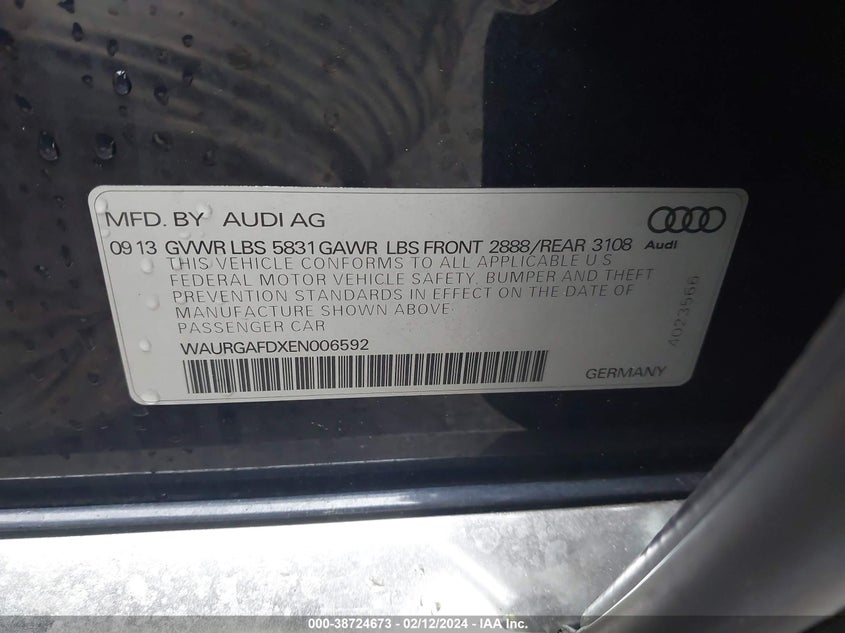 MFD. BY AUDI AG
09 13 GVWR LBS 5831 GAWR LBS FRONT 2888/REAR 3108
Audi
THIS VEHICLE CONFORMS TO ALL APPLICABLE U.S.
FEDERAL MOTOR VEHICLE SAFETY, BUMPER AND THEFT
PREVENTION STANDARDS IN EFFECT ON THE DATE OF
MANUFACTURE SHOWN ABOVE.
PASSENGER CAR
WAURGAFDXEN006592
GERMANY
4023566
000-38724673 - 02/12/2024 - IAA Inc.